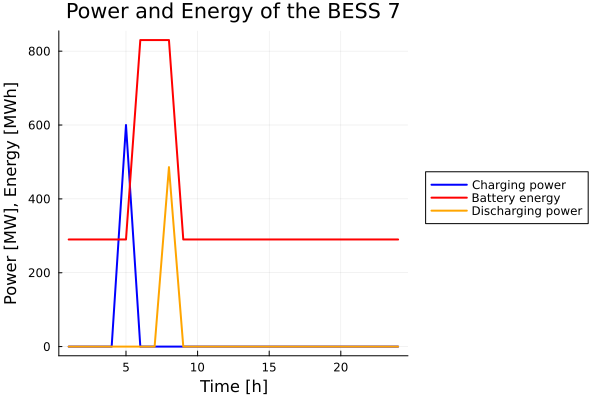 Power and Energy of the BESS 7
Power [MW], Energy [MWh]
800
600
400
200
0
5
10
15
20
Time [h]
Charging power
Battery energy
Discharging power